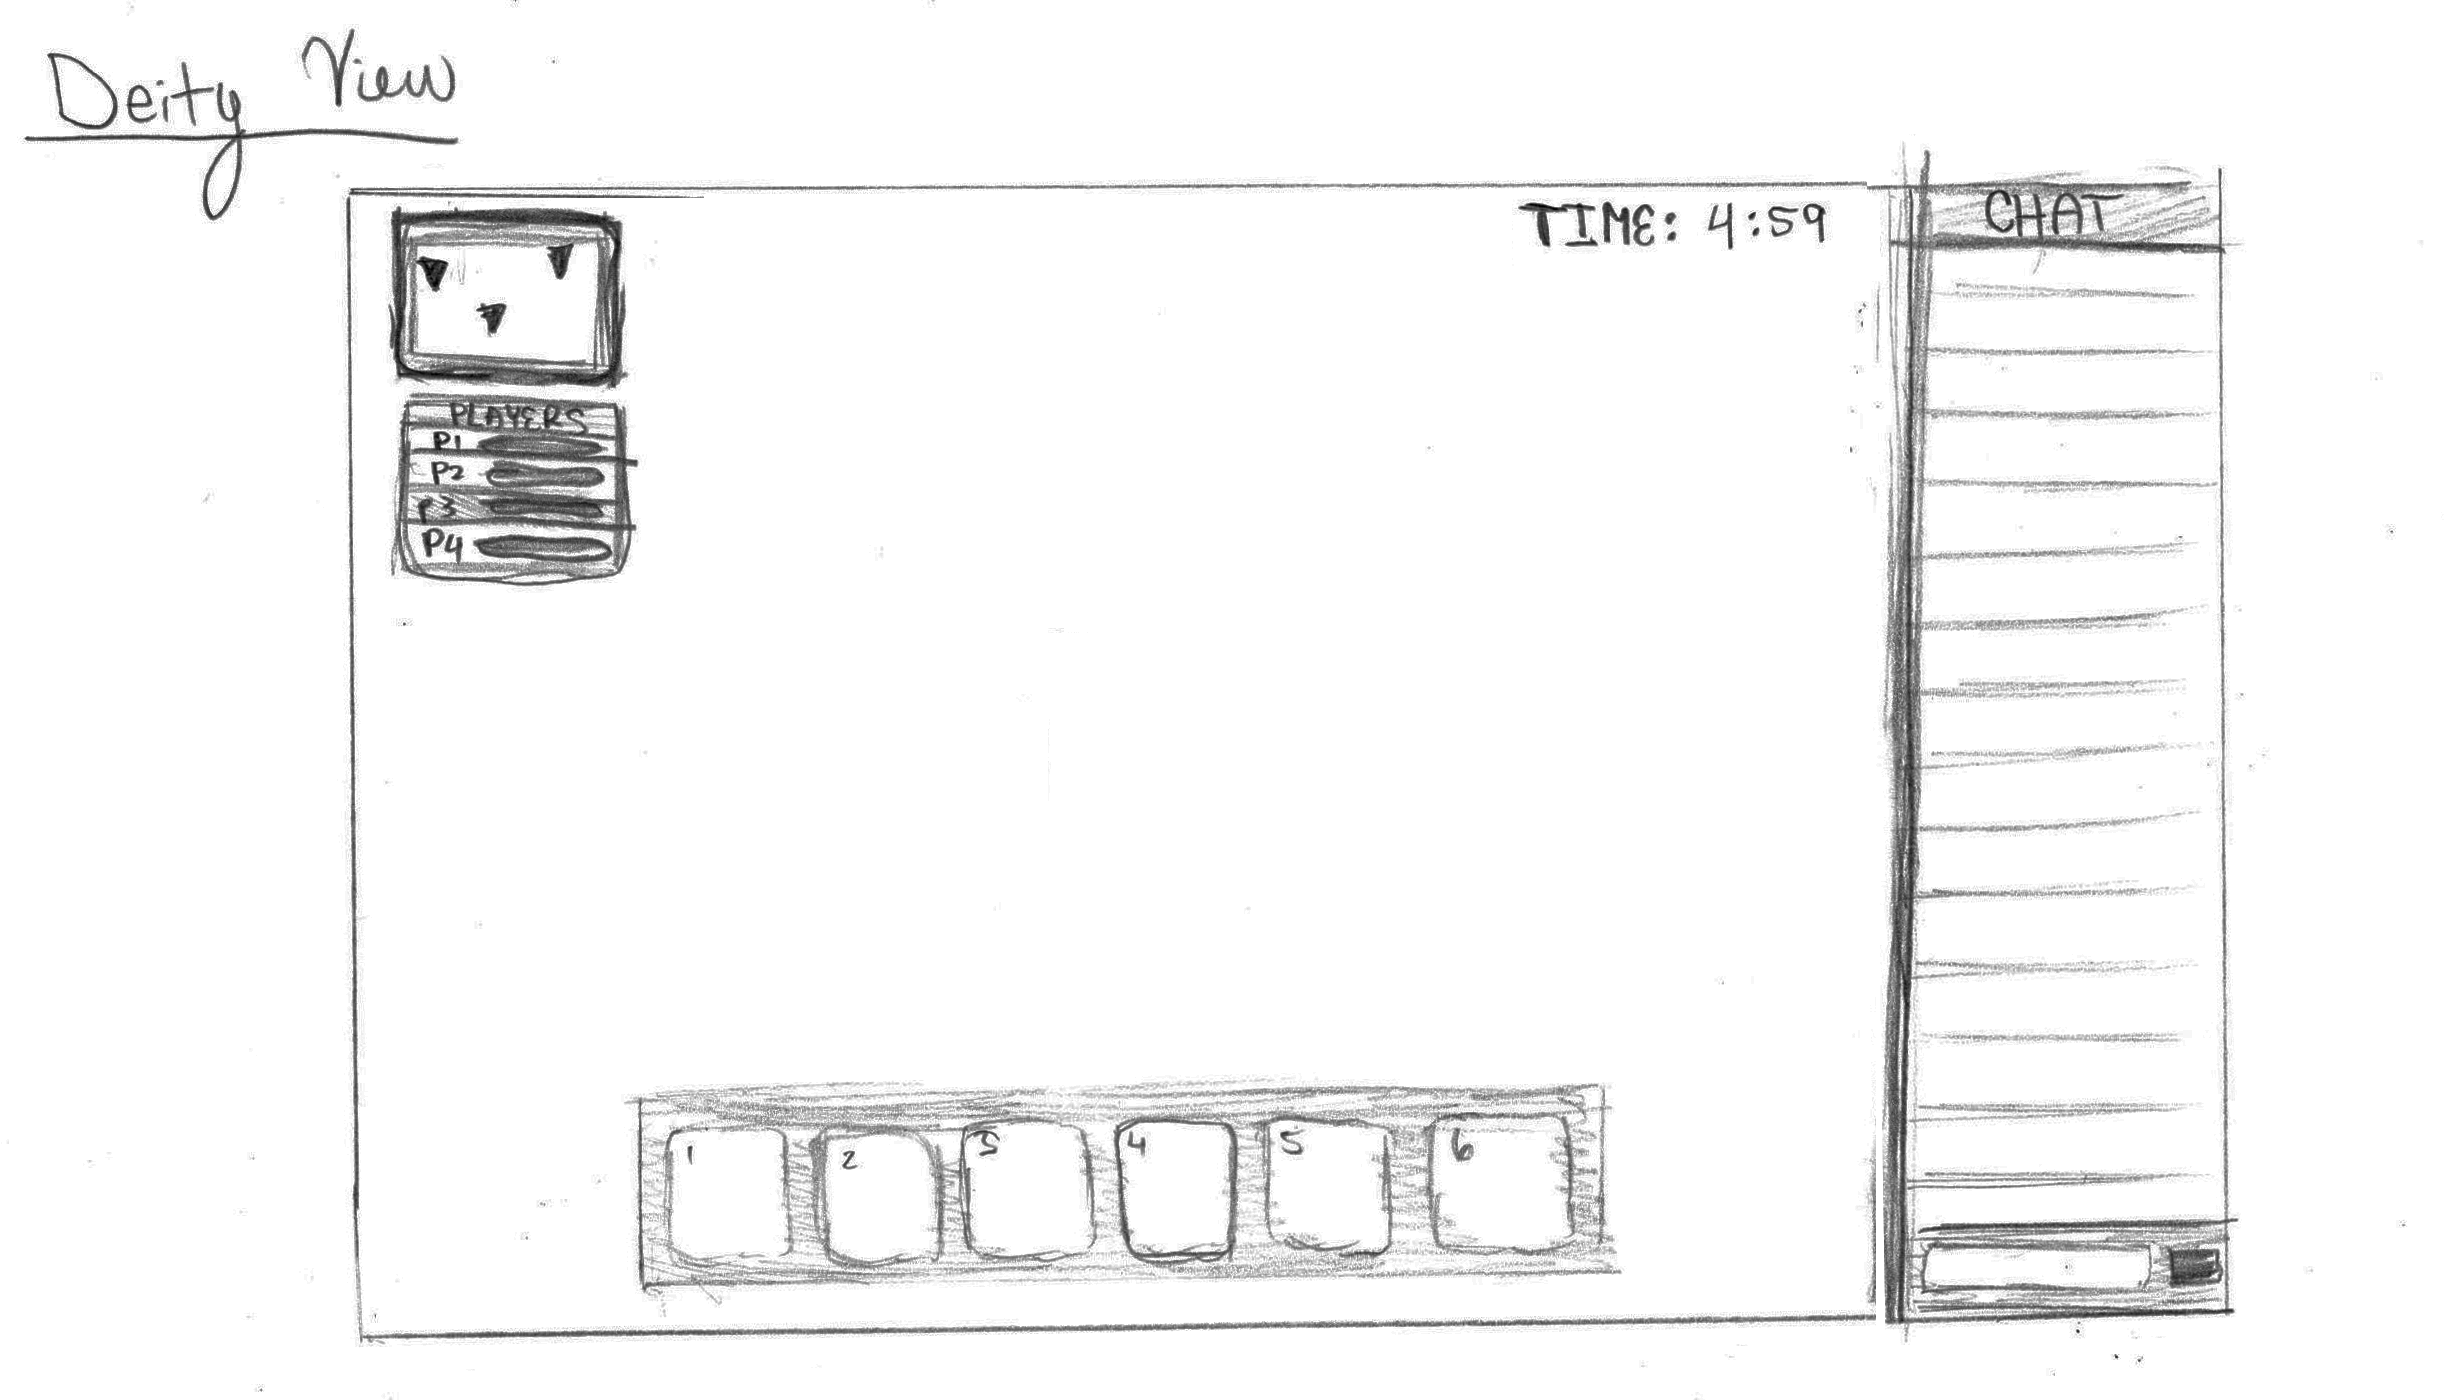 Deity View
TIME: 4:59
CHAT
PLAYERS
P1
P2
P3
P4
1 2 3 4 5 6